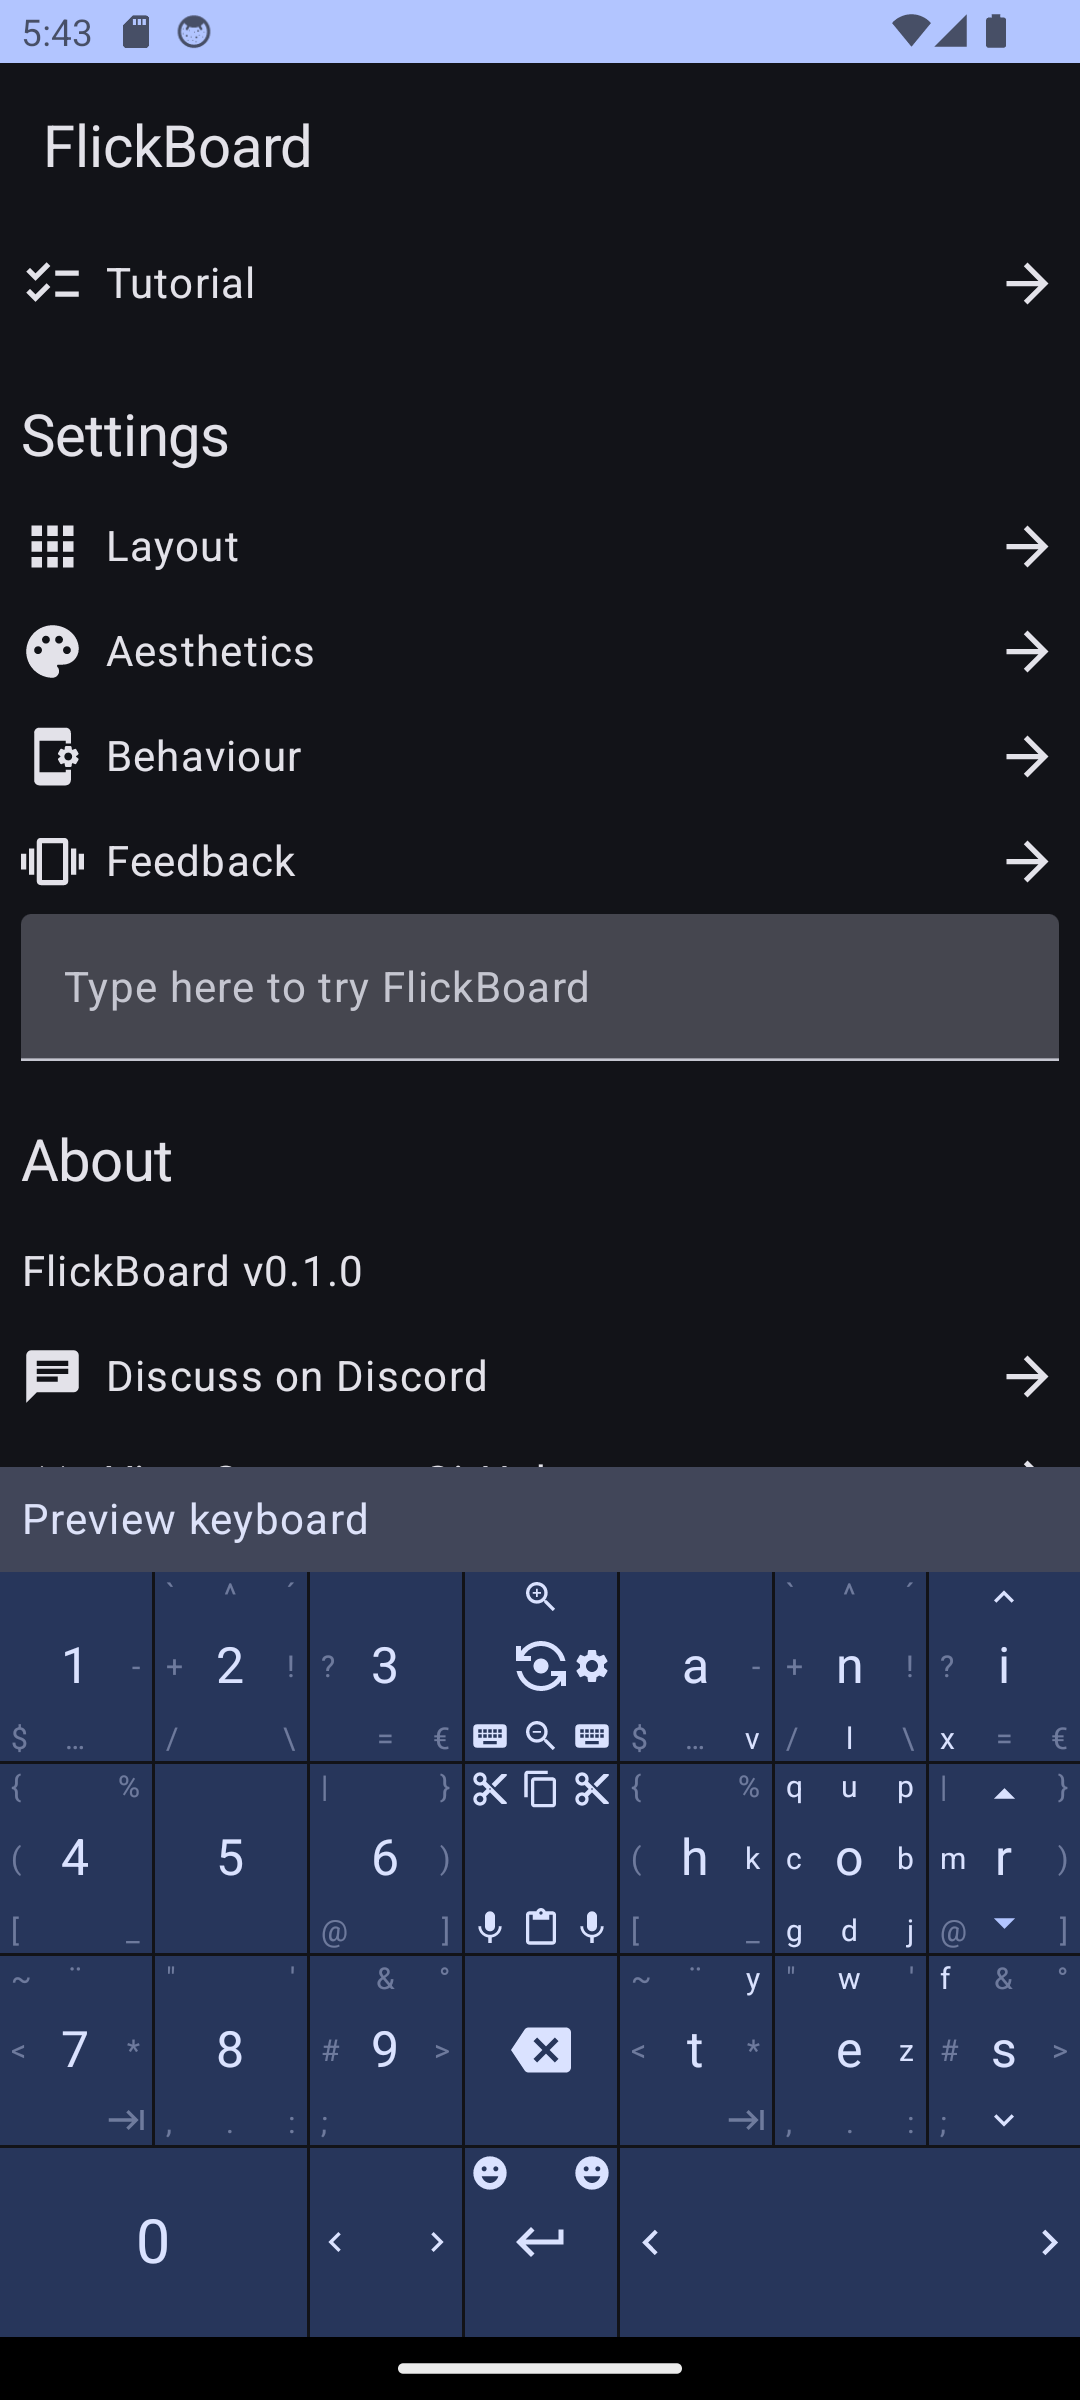 5:43
FlickBoard
Tutorial
Settings
Layout
Aesthetics
Behaviour
Feedback
Type here to try FlickBoard
About
FlickBoard v0.1.0
Discuss on Discord
Preview keyboard
` ^ ´ ` ^ ´
1 - + 2 ! ? 3 a - + n ! ? i
$ … / \ = € $ … v / l \ x = €
{ % | } { % q u p | }
( 4 5 6 ) ( h k c o b m r )
[ _ @ ] [ _ g d j @ ]
~ ¨ " ' & ° ~ ¨ y " w ' f & °
< 7 * 8 # 9 > < t * e z # s >
, . : ; , . : ;
0 < > < >